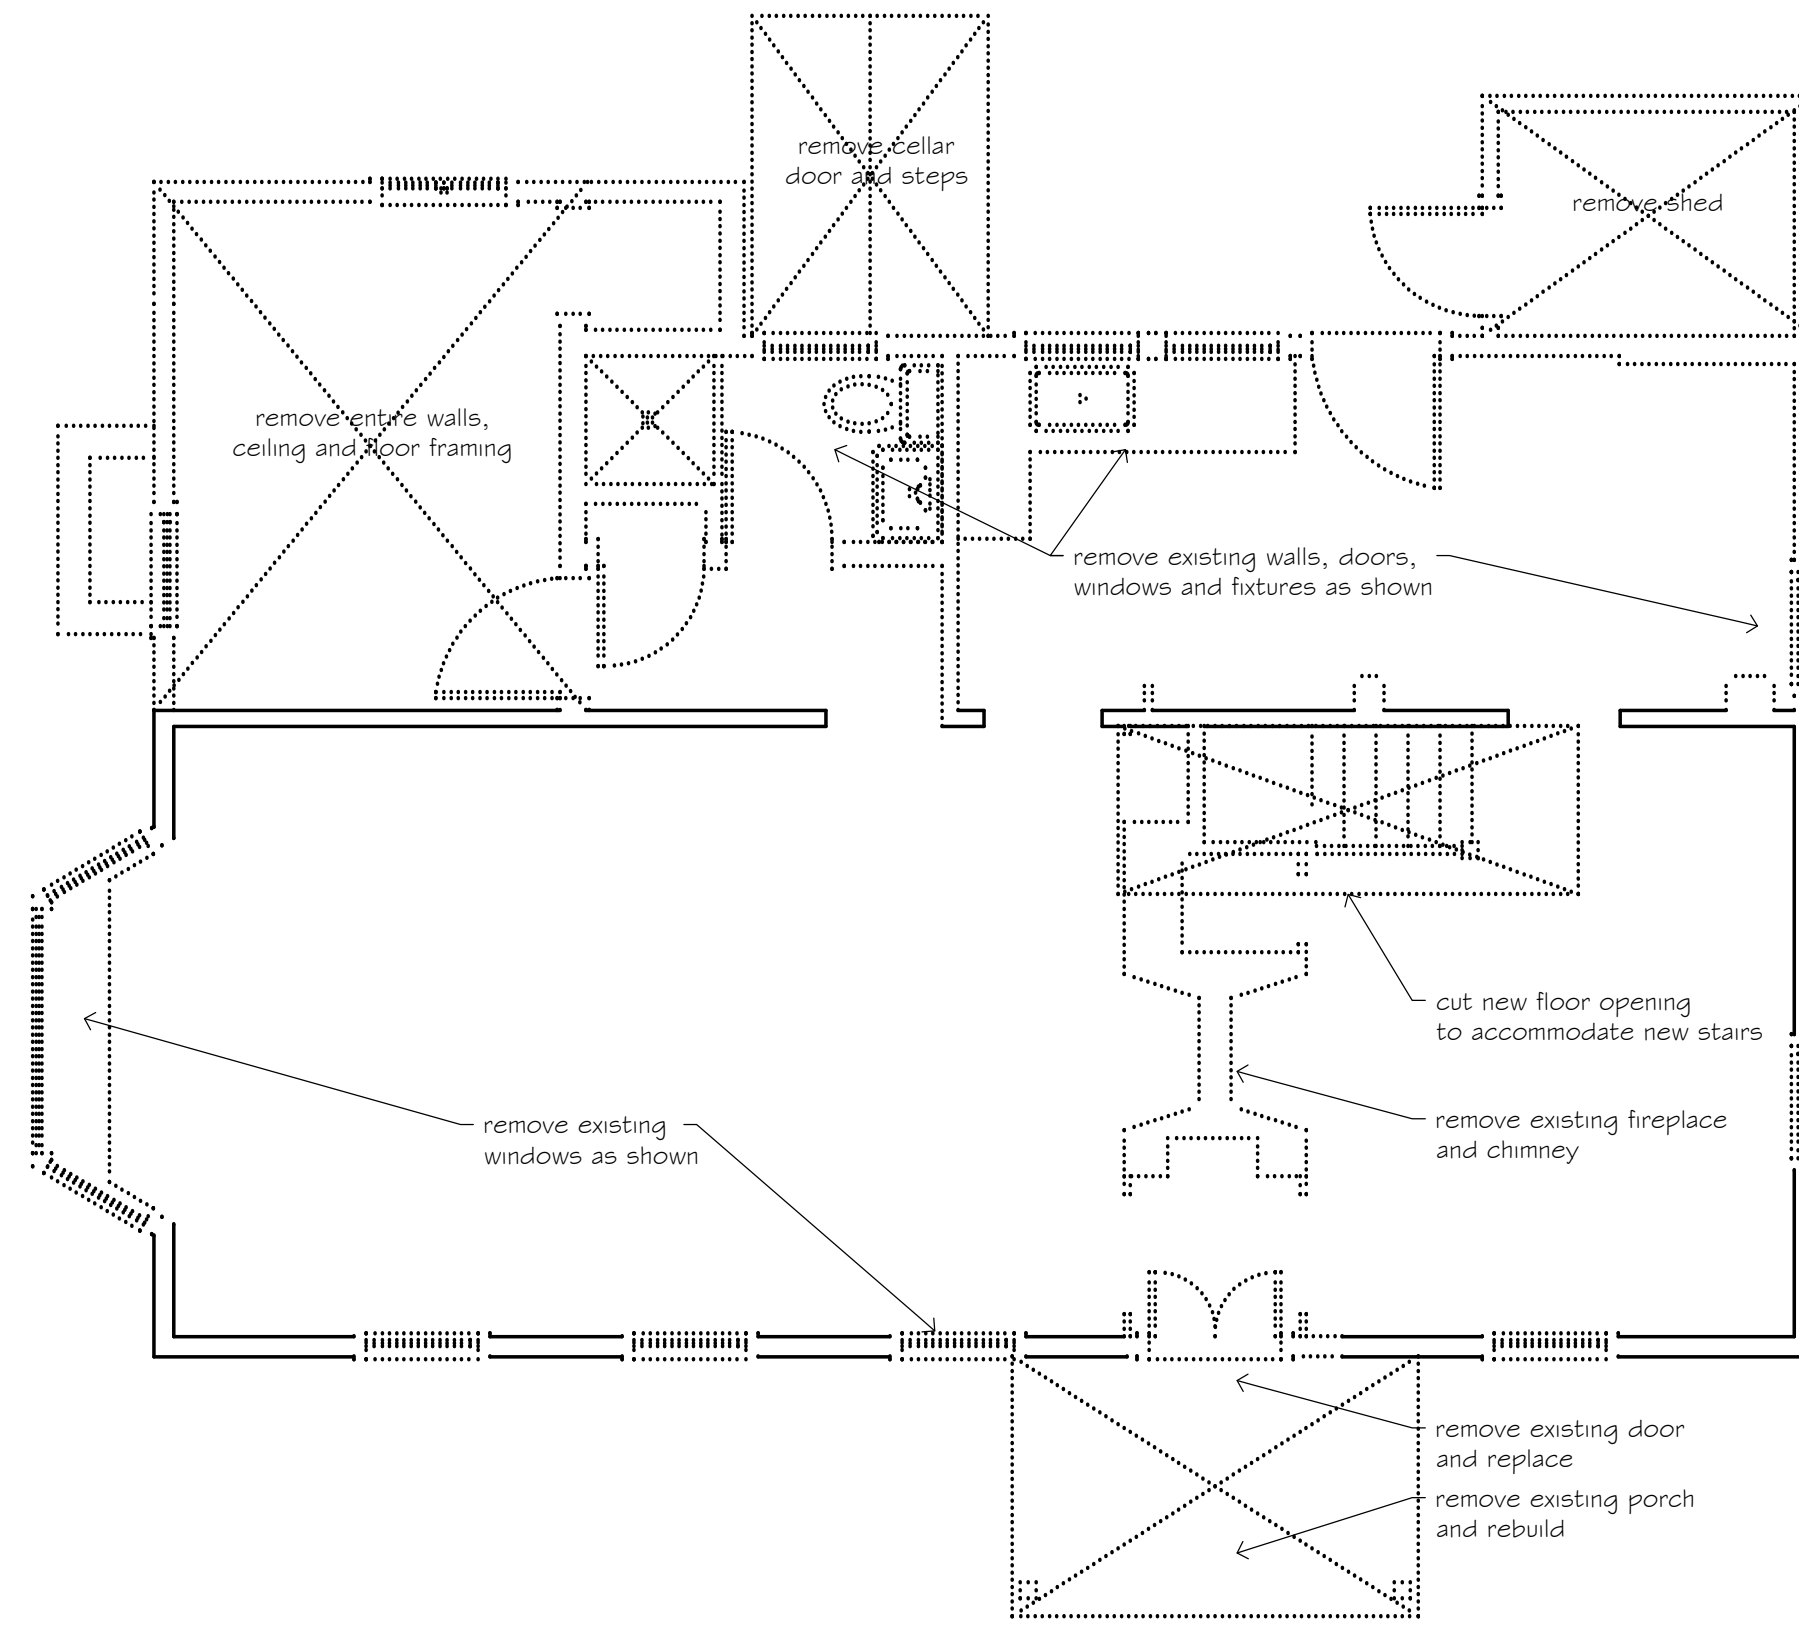 remove cellar
door and steps
remove shed
remove entire walls,
ceiling and floor framing
remove existing walls, doors,
windows and fixtures as shown
cut new floor opening
to accommodate new stairs
remove existing fireplace
and chimney
remove existing
windows as shown
remove existing door
and replace
remove existing porch
and rebuild